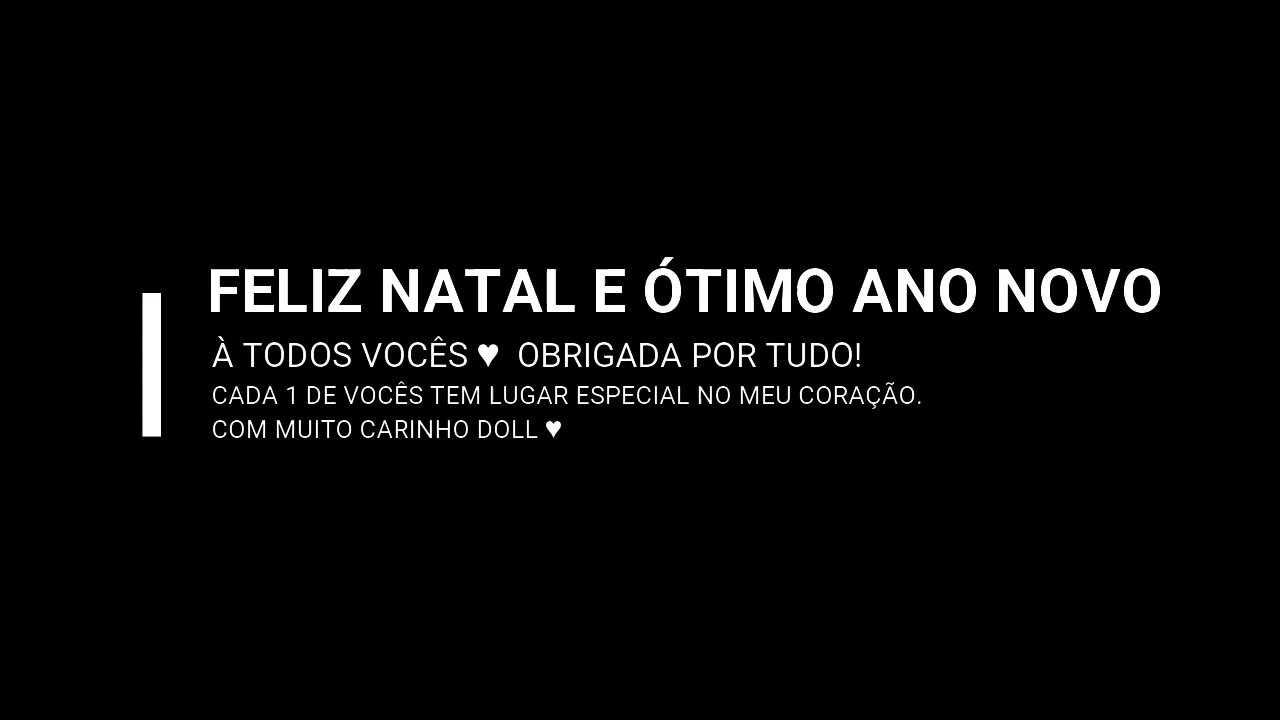 FELIZ NATAL E ÓTIMO ANO NOVO
À TODOS VOCÊS ♥ OBRIGADA POR TUDO!
CADA 1 DE VOCÊS TEM LUGAR ESPECIAL NO MEU CORAÇÃO.
COM MUITO CARINHO DOLL ♥